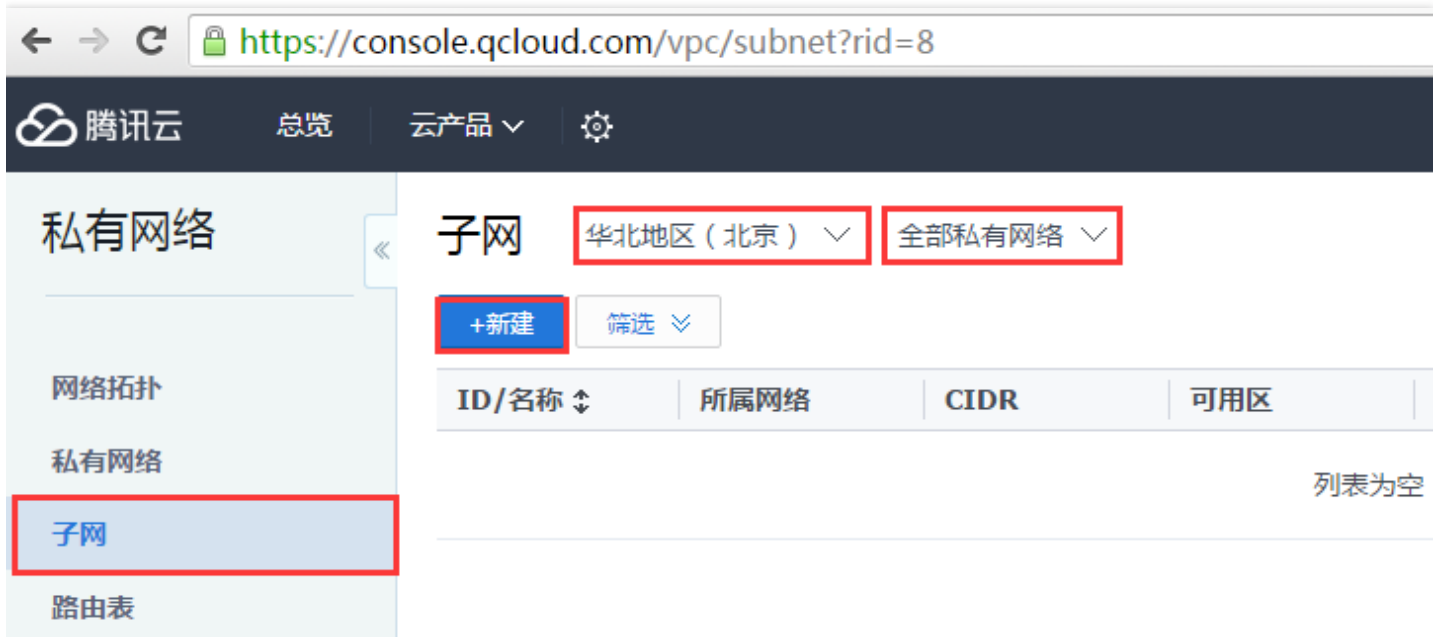 https://console.qcloud.com/vpc/subnet?rid=8
腾讯云 总览 云产品
私有网络
子网 华北地区（北京） 全部私有网络
+新建 筛选
网络拓扑
ID/名称 所属网络 CIDR 可用区
私有网络
列表为空
子网
路由表